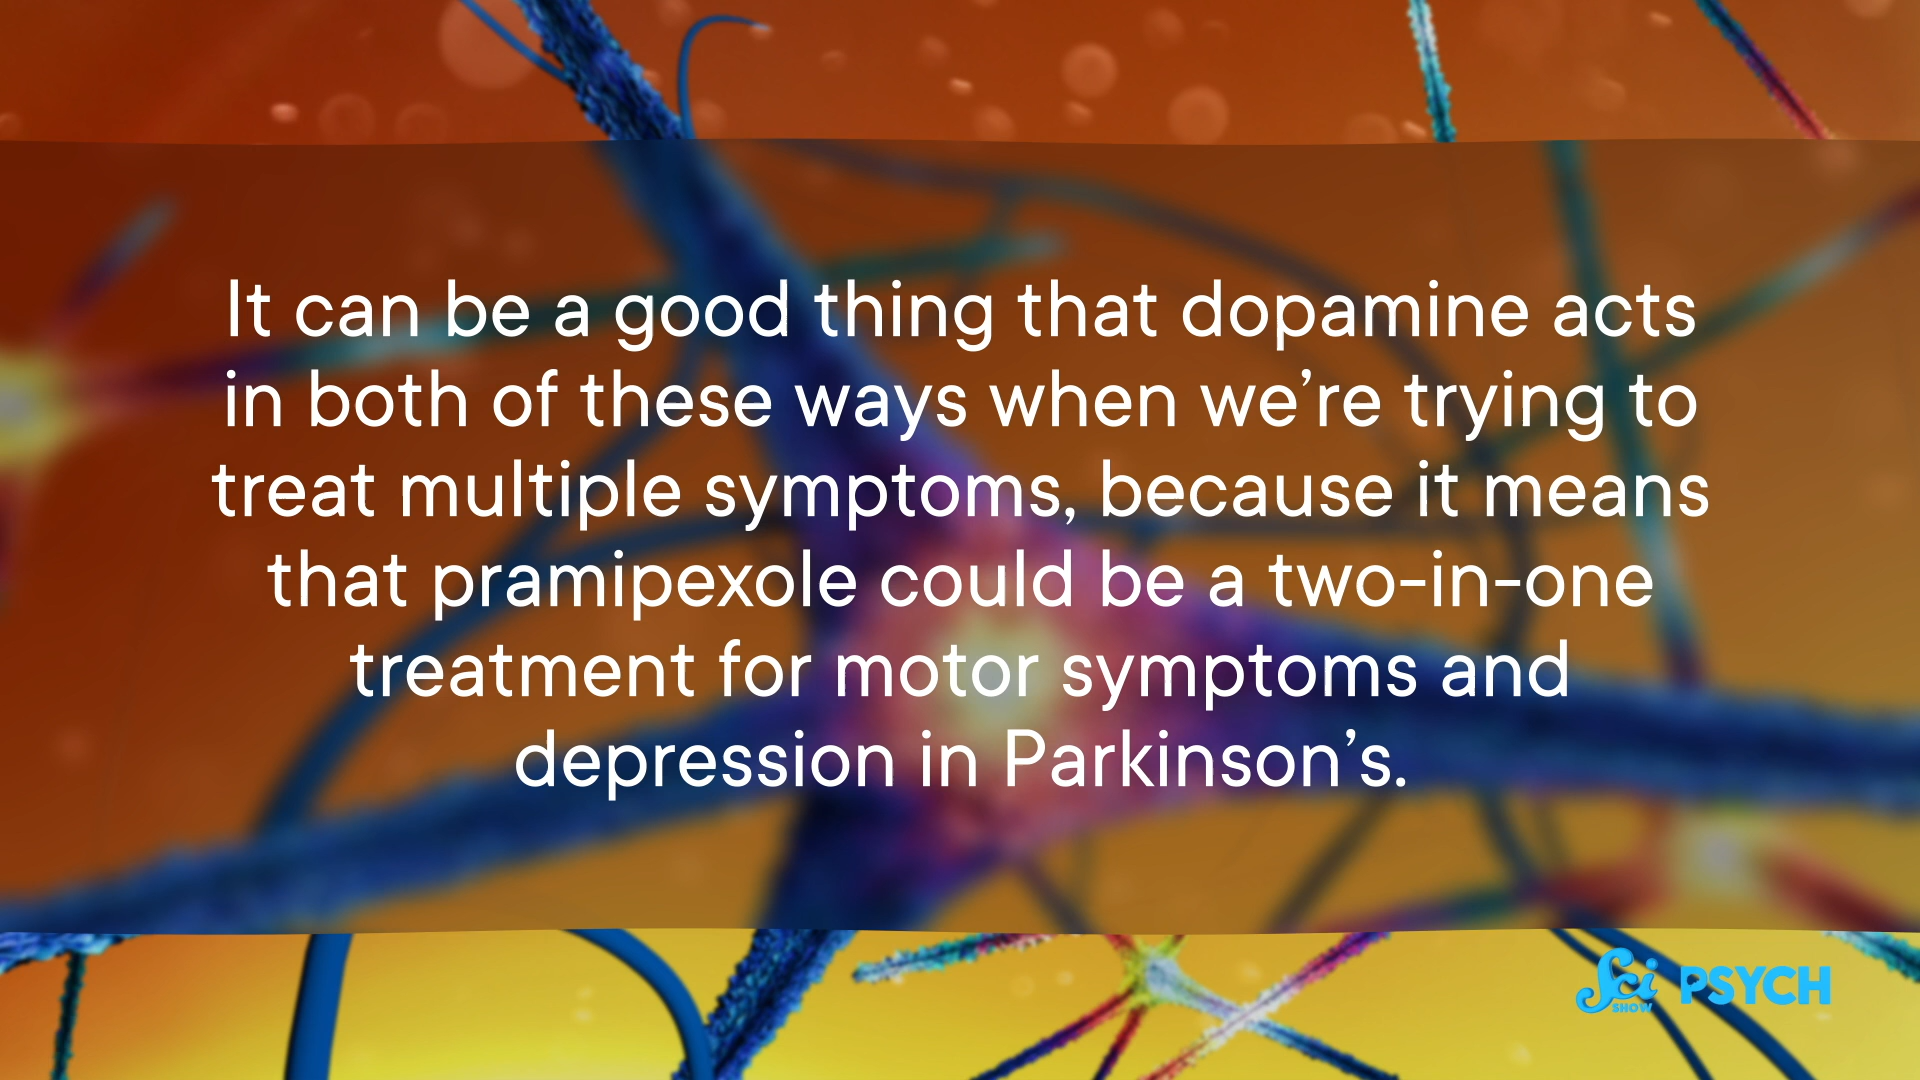 It can be a good thing that dopamine acts
in both of these ways when we’re trying to
treat multiple symptoms, because it means
that pramipexole could be a two-in-one
treatment for motor symptoms and
depression in Parkinson’s.
Sci SHOW PSYCH